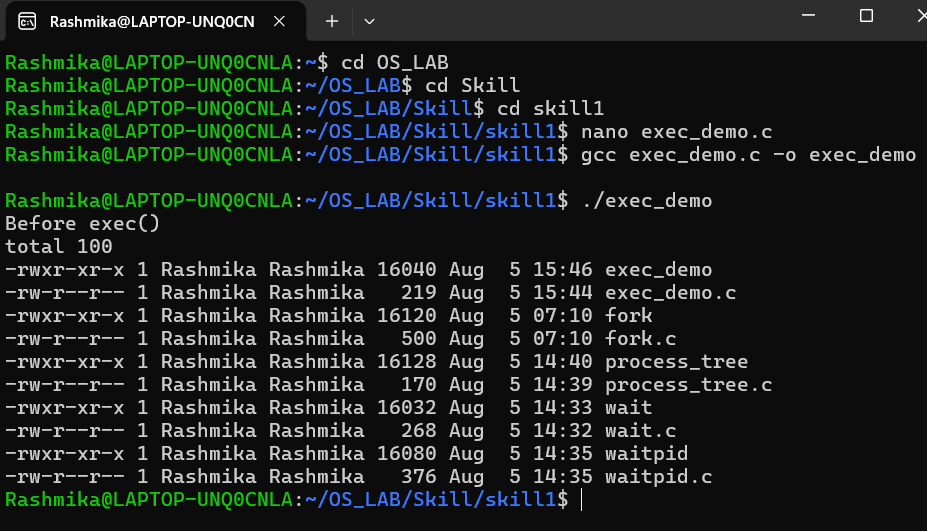 Rashmika@LAPTOP-UNQ0CN
Rashmika@LAPTOP-UNQ0CNLA:~$ cd OS_LAB
Rashmika@LAPTOP-UNQ0CNLA:~/OS_LAB$ cd Skill
Rashmika@LAPTOP-UNQ0CNLA:~/OS_LAB/Skill$ cd skill1
Rashmika@LAPTOP-UNQ0CNLA:~/OS_LAB/Skill/skill1$ nano exec_demo.c
Rashmika@LAPTOP-UNQ0CNLA:~/OS_LAB/Skill/skill1$ gcc exec_demo.c -o exec_demo
Rashmika@LAPTOP-UNQ0CNLA:~/OS_LAB/Skill/skill1$ ./exec_demo
Before exec()
total 100
-rwxr-xr-x 1 Rashmika Rashmika 16040 Aug  5 15:46 exec_demo
-rw-r--r-- 1 Rashmika Rashmika   219 Aug  5 15:44 exec_demo.c
-rwxr-xr-x 1 Rashmika Rashmika 16120 Aug  5 07:10 fork
-rw-r--r-- 1 Rashmika Rashmika   500 Aug  5 07:10 fork.c
-rwxr-xr-x 1 Rashmika Rashmika 16128 Aug  5 14:40 process_tree
-rw-r--r-- 1 Rashmika Rashmika   170 Aug  5 14:39 process_tree.c
-rwxr-xr-x 1 Rashmika Rashmika 16032 Aug  5 14:33 wait
-rw-r--r-- 1 Rashmika Rashmika   268 Aug  5 14:32 wait.c
-rwxr-xr-x 1 Rashmika Rashmika 16080 Aug  5 14:35 waitpid
-rw-r--r-- 1 Rashmika Rashmika   376 Aug  5 14:35 waitpid.c
Rashmika@LAPTOP-UNQ0CNLA:~/OS_LAB/Skill/skill1$